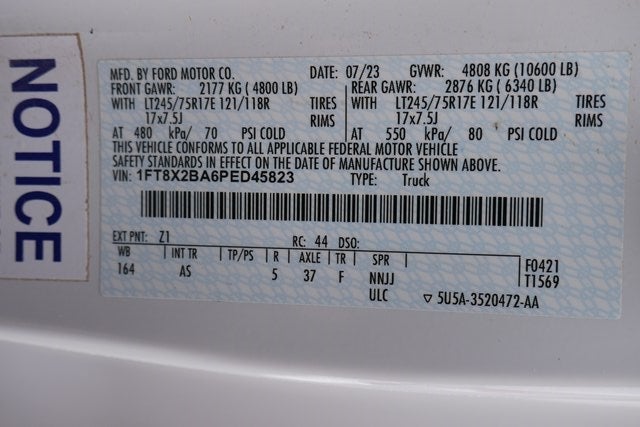 NOTICE
MFD. BY FORD MOTOR CO. DATE: 07/23 GVWR: 4808 KG (10600 LB)
FRONT GAWR: 2177 KG ( 4800 LB) REAR GAWR: 2876 KG ( 6340 LB)
WITH LT245/75R17E 121/118R TIRES WITH LT245/75R17E 121/118R TIRES
17x7.5J RIMS 17x7.5J RIMS
AT 480 kPa/ 70 PSI COLD AT 550 kPa/ 80 PSI COLD
THIS VEHICLE CONFORMS TO ALL APPLICABLE FEDERAL MOTOR VEHICLE
SAFETY STANDARDS IN EFFECT ON THE DATE OF MANUFACTURE SHOWN ABOVE.
VIN: 1FT8X2BA6PED45823 TYPE: Truck
EXT PNT: Z1 RC: 44 DSO:
WB INT TR TP/PS R AXLE TR SPR F0421
164 AS 5 37 F NNJJ T1569
ULC ▽ 5U5A-3520472-AA